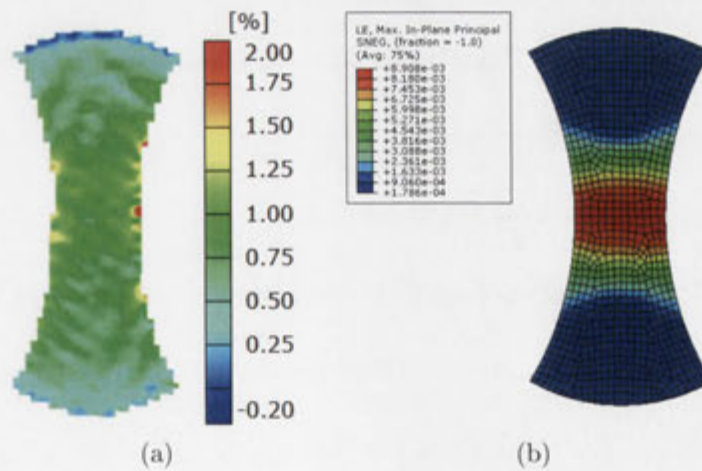 [%]
2.00
1.75
1.50
1.25
1.00
0.75
0.50
0.25
-0.20
(a)
LE, Max. In-Plane Principal
SNEG, (fraction = -1.0)
(Avg: 75%)
+8.908e-03
+8.180e-03
+7.453e-03
+6.725e-03
+5.998e-03
+5.271e-03
+4.543e-03
+3.816e-03
+3.088e-03
+2.361e-03
+1.633e-03
+9.060e-04
+1.786e-04
(b)